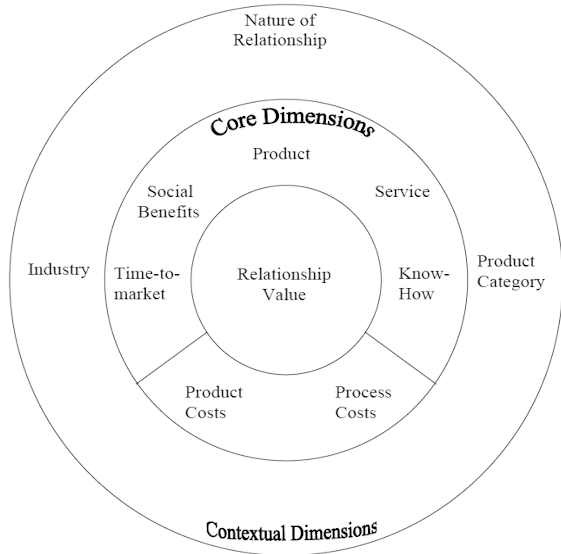 Nature of
Relationship
Core Dimensions
Product
Social
Benefits
Service
Industry
Time-to-
market
Relationship
Value
Know-
How
Product
Category
Product
Costs
Process
Costs
Contextual Dimensions